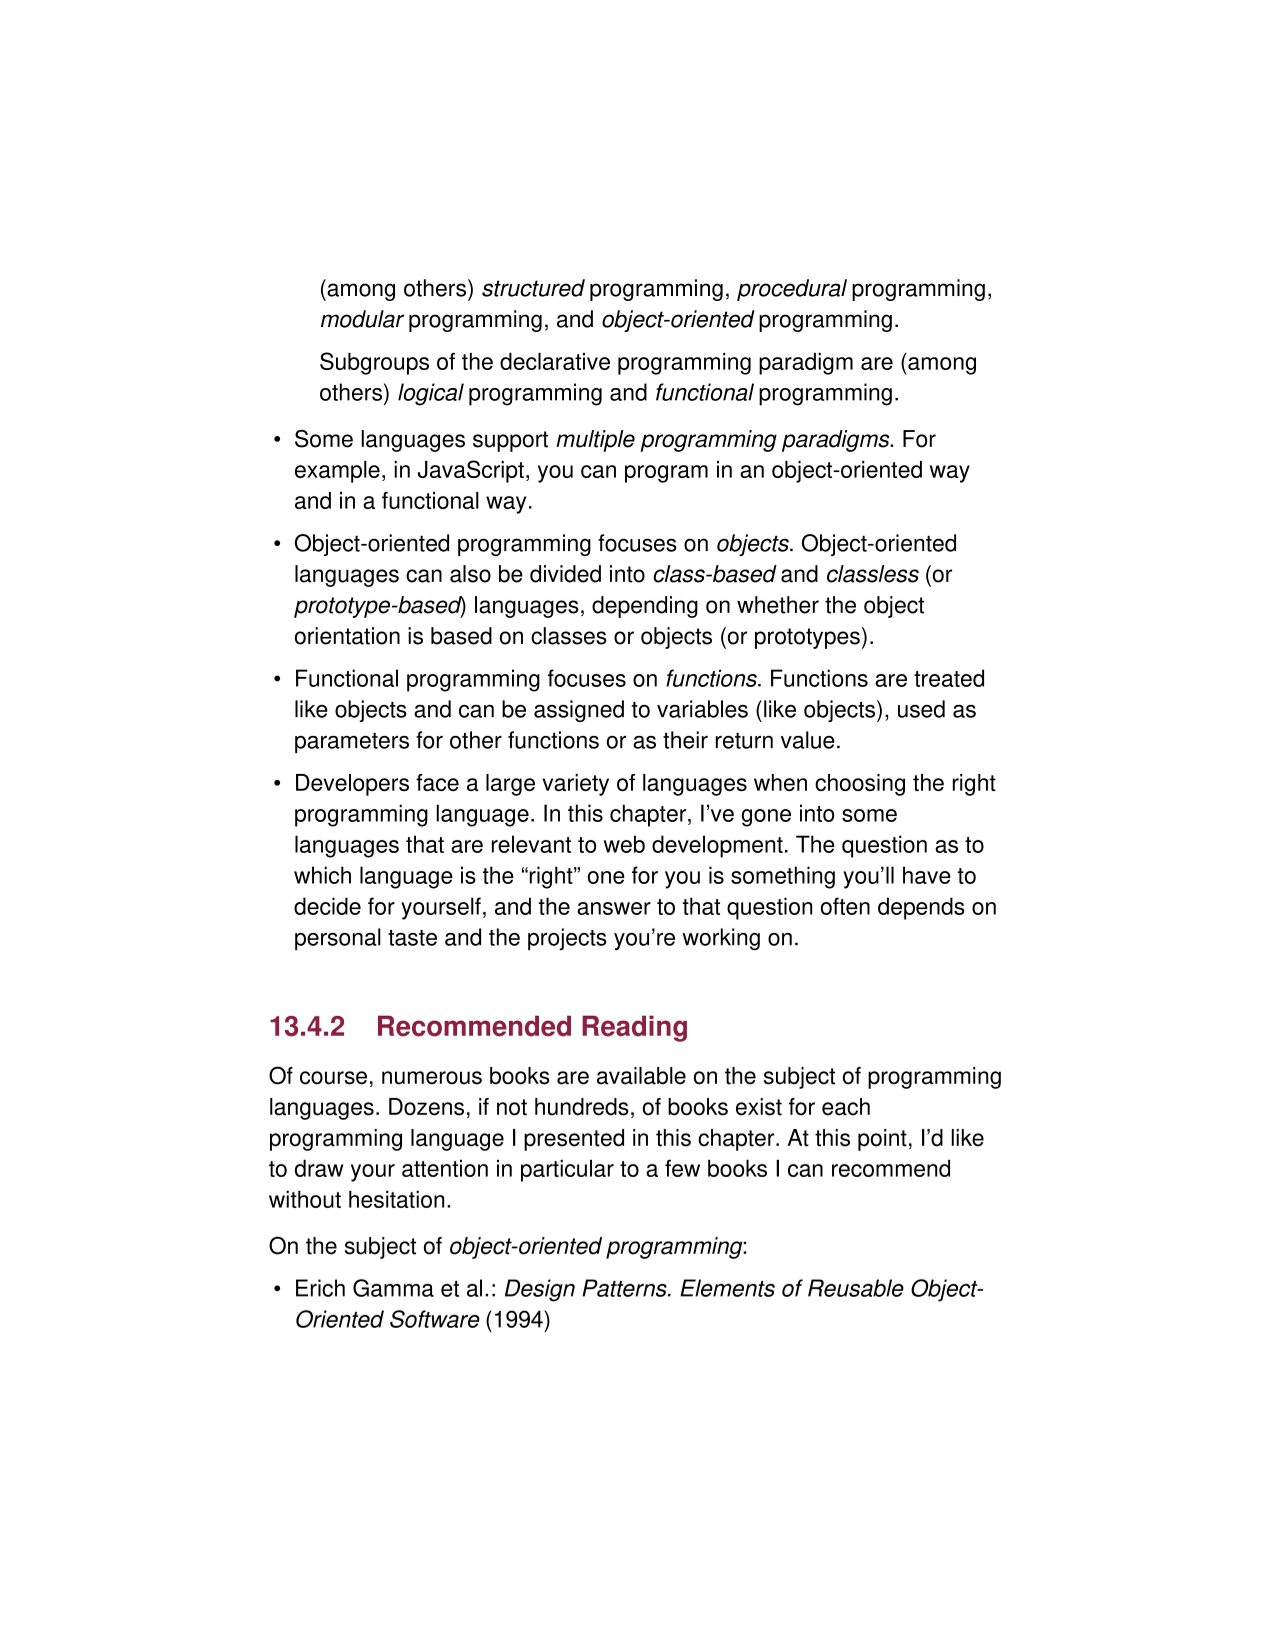 (among others) structured programming, procedural programming,
modular programming, and object-oriented programming.
Subgroups of the declarative programming paradigm are (among
others) logical programming and functional programming.
• Some languages support multiple programming paradigms. For
example, in JavaScript, you can program in an object-oriented way
and in a functional way.
• Object-oriented programming focuses on objects. Object-oriented
languages can also be divided into class-based and classless (or
prototype-based) languages, depending on whether the object
orientation is based on classes or objects (or prototypes).
• Functional programming focuses on functions. Functions are treated
like objects and can be assigned to variables (like objects), used as
parameters for other functions or as their return value.
• Developers face a large variety of languages when choosing the right
programming language. In this chapter, I’ve gone into some
languages that are relevant to web development. The question as to
which language is the “right” one for you is something you’ll have to
decide for yourself, and the answer to that question often depends on
personal taste and the projects you’re working on.
13.4.2 Recommended Reading
Of course, numerous books are available on the subject of programming
languages. Dozens, if not hundreds, of books exist for each
programming language I presented in this chapter. At this point, I’d like
to draw your attention in particular to a few books I can recommend
without hesitation.
On the subject of object-oriented programming:
• Erich Gamma et al.: Design Patterns. Elements of Reusable Object-
Oriented Software (1994)